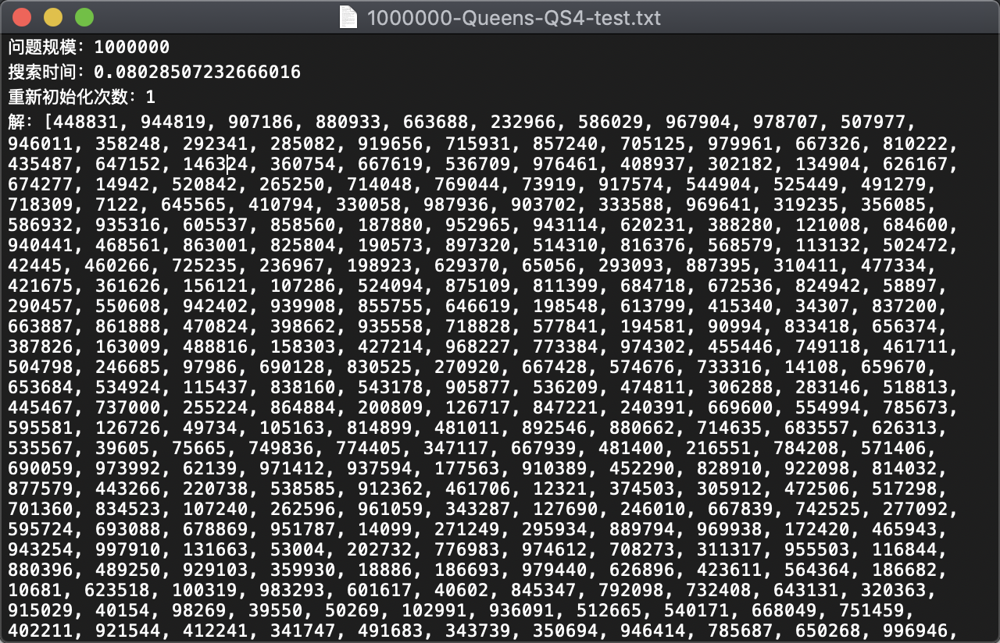 1000000-Queens-QS4-test.txt
问题规模：1000000
搜索时间：0.08028507232666016
重新初始化次数：1
解：[448831, 944819, 907186, 880933, 663688, 232966, 586029, 967904, 978707, 507977,
946011, 358248, 292341, 285082, 919656, 715931, 857240, 705125, 979961, 667326, 810222,
435487, 647152, 146324, 360754, 667619, 536709, 976461, 408937, 302182, 134904, 626167,
674277, 14942, 520842, 265250, 714048, 769044, 73919, 917574, 544904, 525449, 491279,
718309, 7122, 645565, 410794, 330058, 987936, 903702, 333588, 969641, 319235, 356085,
586932, 935316, 605537, 858560, 187880, 952965, 943114, 620231, 388280, 121008, 684600,
940441, 468561, 863001, 825804, 190573, 897320, 514310, 816376, 568579, 113132, 502472,
42445, 460266, 725235, 236967, 198923, 629370, 65056, 293093, 887395, 310411, 477334,
421675, 361626, 156121, 107286, 524094, 875109, 811399, 684718, 672536, 824942, 58897,
290457, 550608, 942402, 939908, 855755, 646619, 198548, 613799, 415340, 34307, 837200,
663887, 861888, 470824, 398662, 935558, 718828, 577841, 194581, 90994, 833418, 656374,
387826, 163009, 488816, 158303, 427214, 968227, 773384, 974302, 455446, 749118, 461711,
504798, 246685, 97986, 690128, 830525, 270920, 667428, 574676, 733316, 14108, 659670,
653684, 534924, 115437, 838160, 543178, 905877, 536209, 474811, 306288, 283146, 518813,
445467, 737000, 255224, 864884, 200809, 126717, 847221, 240391, 669600, 554994, 785673,
595581, 126726, 49734, 105163, 814899, 481011, 892546, 880662, 714635, 683557, 626313,
535567, 39605, 75665, 749836, 774405, 347117, 667939, 481400, 216551, 784208, 571406,
690059, 973992, 62139, 971412, 937594, 177563, 910389, 452290, 828910, 922098, 814032,
877579, 443266, 220738, 538585, 912362, 461706, 12321, 374503, 305912, 472506, 517298,
701360, 834523, 107240, 262596, 961059, 343287, 127690, 246010, 667839, 742525, 277092,
595724, 693088, 678869, 951787, 14099, 271249, 295934, 889794, 969938, 172420, 465943,
943254, 997910, 131663, 53004, 202732, 776983, 974612, 708273, 311317, 955503, 116844,
880396, 489250, 929103, 359930, 18886, 186693, 979440, 626896, 423611, 564364, 186682,
10681, 623518, 100319, 983293, 601617, 40602, 845347, 792098, 732408, 643131, 320363,
915029, 40154, 98269, 39550, 50269, 102991, 936091, 512665, 540171, 668049, 751459,
402211, 921544, 412241, 341747, 491683, 343739, 350694, 946414, 785687, 650268, 996946,